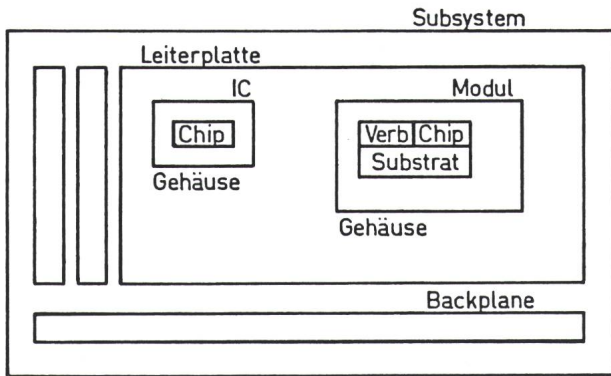 Subsystem
Leiterplatte
IC Modul
Chip Verb Chip
Substrat
Gehäuse
Gehäuse
Backplane